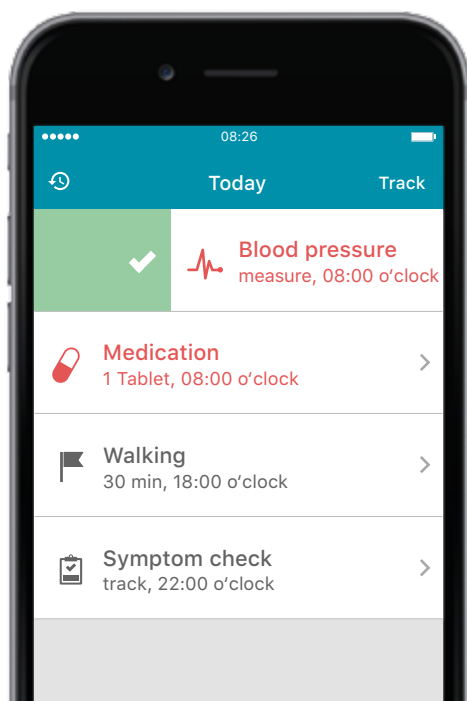 08:26
Today
Track
Blood pressure
measure, 08:00 o‘clock
Medication
1 Tablet, 08:00 o‘clock
Walking
30 min, 18:00 o‘clock
Symptom check
track, 22:00 o‘clock